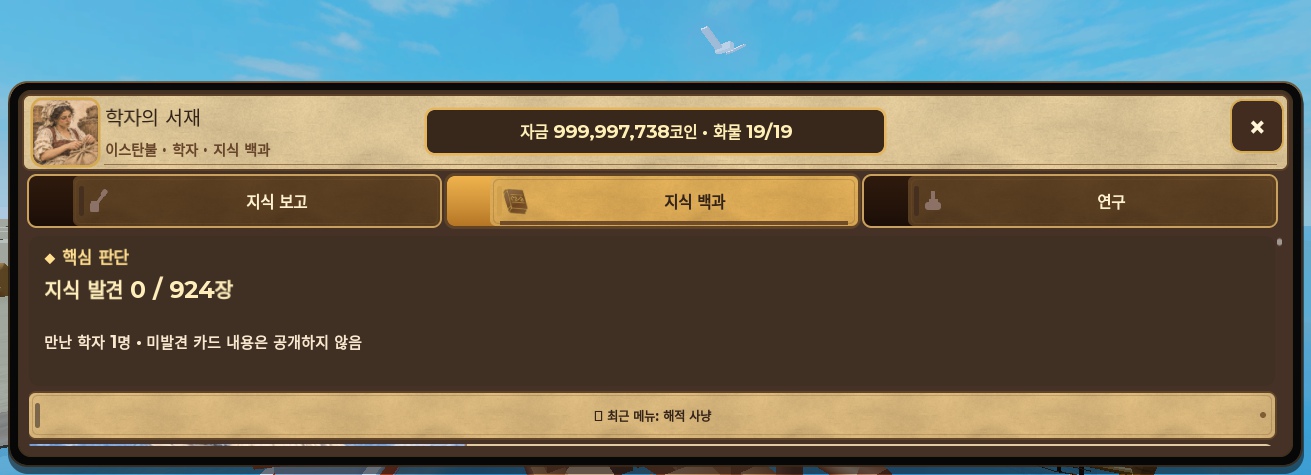 학자의 서재
이스탄불 · 학자 · 지식 백과
자금 999,997,738코인 • 화물 19/19
×
지식 보고
지식 백과
연구
◆ 핵심 판단
지식 발견 0 / 924장
만난 학자 1명 • 미발견 카드 내용은 공개하지 않음
최근 메뉴: 해적 사냥